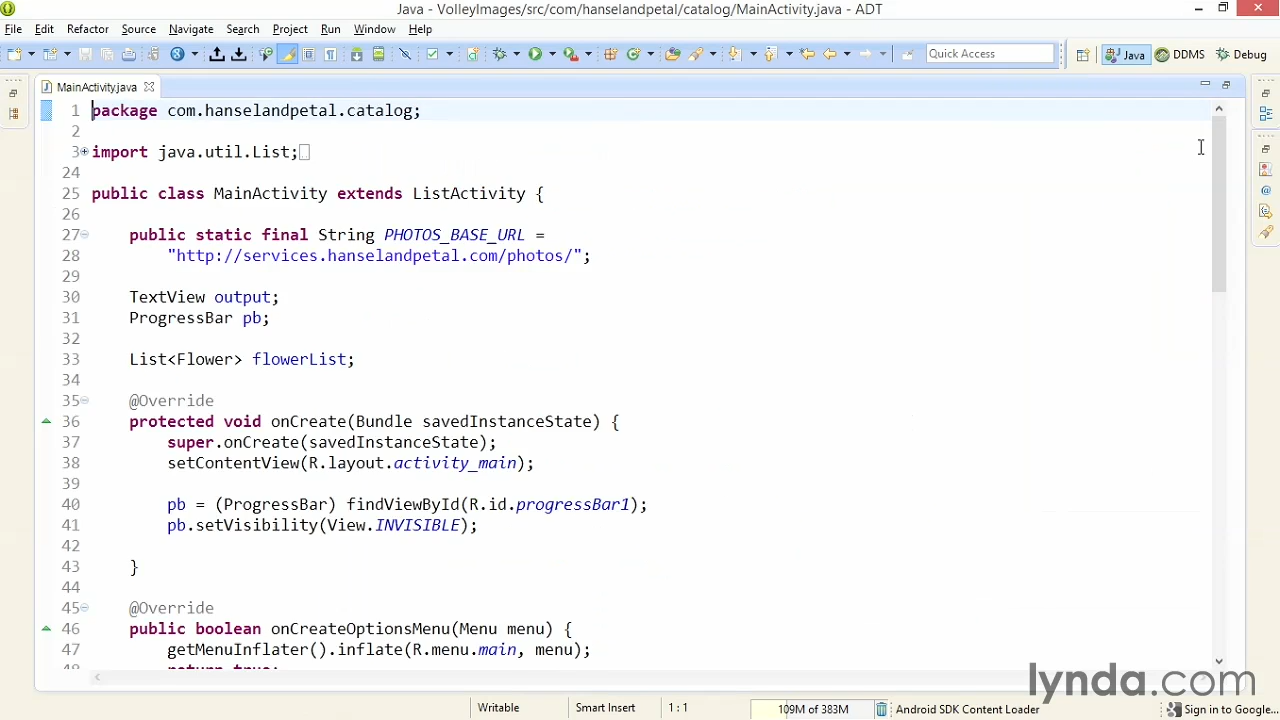 Java - VolleyImages/src/com/hanselandpetal/catalog/MainActivity.java - ADT
File Edit Refactor Source Navigate Search Project Run Window Help
Quick Access Java DDMS Debug
MainActivity.java
1 package com.hanselandpetal.catalog;
2
3 import java.util.List;
24
25 public class MainActivity extends ListActivity {
26
27 public static final String PHOTOS_BASE_URL =
28 "http://services.hanselandpetal.com/photos/";
29
30 TextView output;
31 ProgressBar pb;
32
33 List<Flower> flowerList;
34
35 @Override
36 protected void onCreate(Bundle savedInstanceState) {
37 super.onCreate(savedInstanceState);
38 setContentView(R.layout.activity_main);
39
40 pb = (ProgressBar) findViewById(R.id.progressBar1);
41 pb.setVisibility(View.INVISIBLE);
42
43 }
44
45 @Override
46 public boolean onCreateOptionsMenu(Menu menu) {
47 getMenuInflater().inflate(R.menu.main, menu);
48 return true;
lynda.com
Writable Smart Insert 1 : 1 109M of 383M Android SDK Content Loader Sign in to Google...